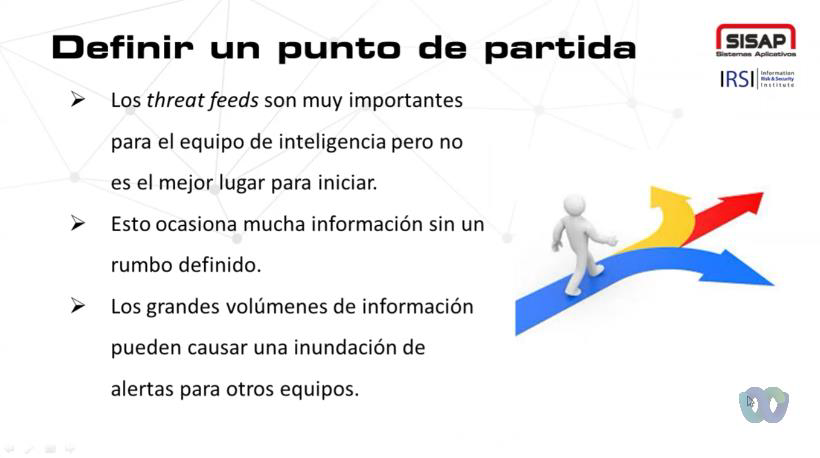 Definir un punto de partida
SISAP
Sistemas Aplicativos
IRSI Information
Risk & Security
Institute
➢ Los threat feeds son muy importantes
para el equipo de inteligencia pero no
es el mejor lugar para iniciar.
➢ Esto ocasiona mucha información sin un
rumbo definido.
➢ Los grandes volúmenes de información
pueden causar una inundación de
alertas para otros equipos.